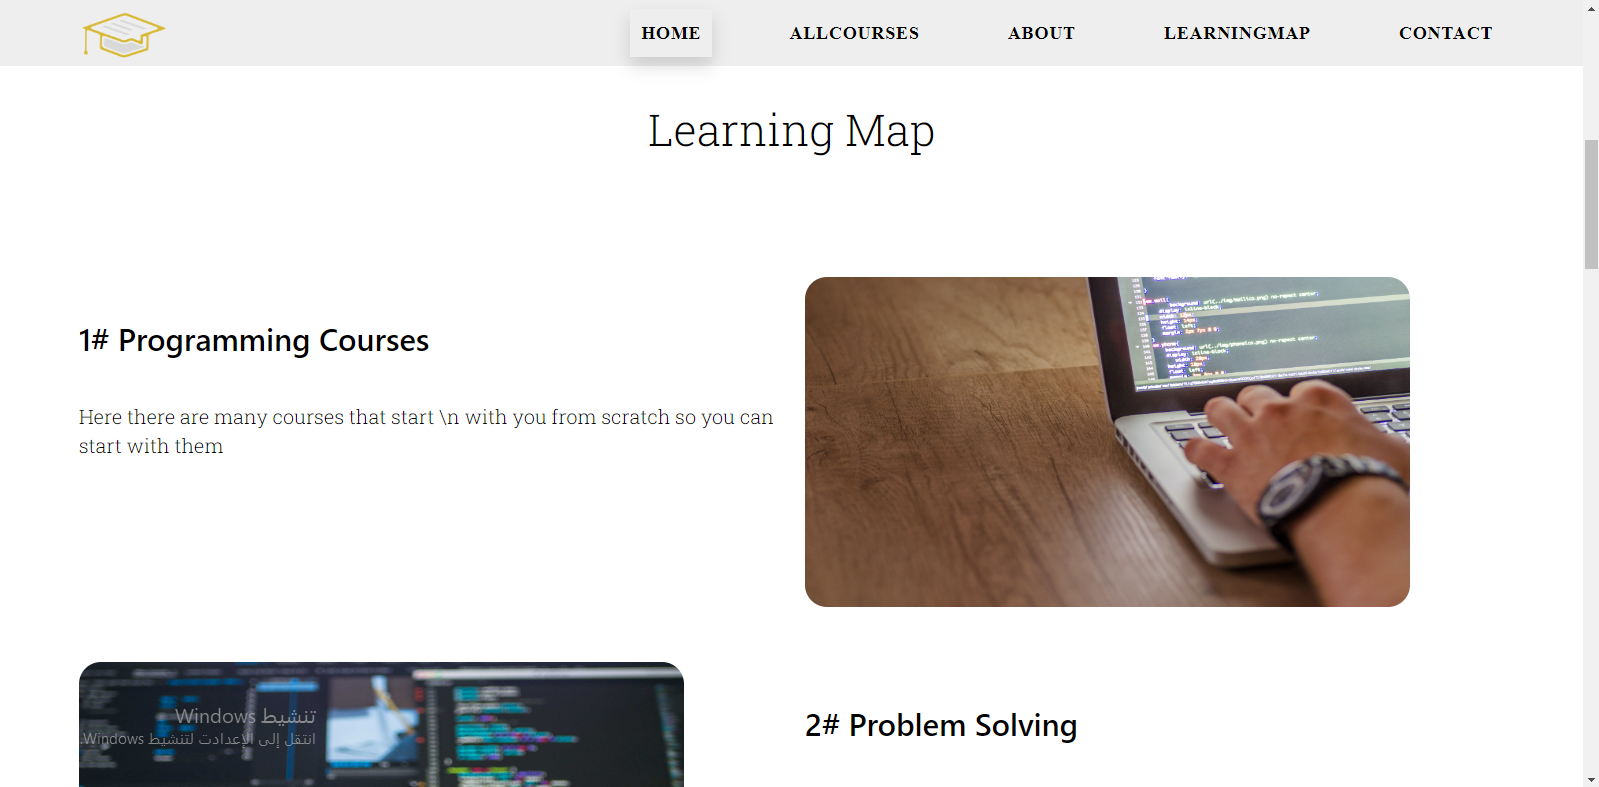 HOME ALLCOURSES ABOUT LEARNINGMAP CONTACT
Learning Map
1# Programming Courses
Here there are many courses that start \n with you from scratch so you can
start with them
2# Problem Solving
تنشيط Windows
انتقل إلى الإعدادت لتنشيط Windows.